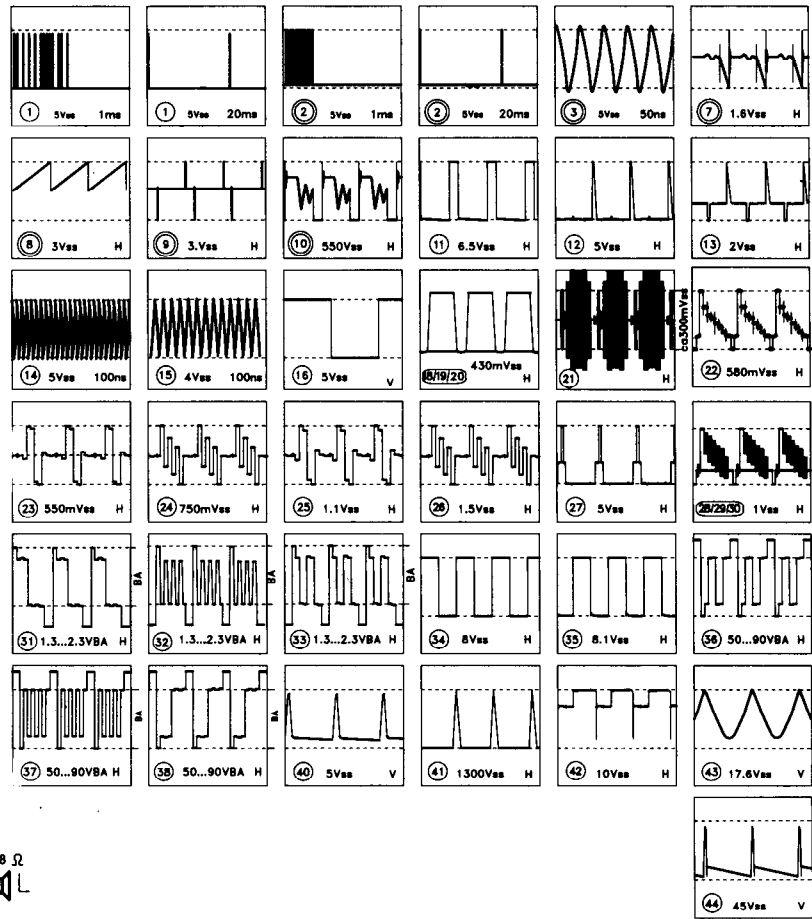 1 5Vss 1ms
1 5Vss 20ms
2 5Vss 1ms
2 5Vss 20ms
3 5Vss 50ns
7 1.6Vss H
8 3Vss H
9 3.Vss H
10 550Vss H
11 6.5Vss H
12 5Vss H
13 2Vss H
14 5Vss 100ns
15 4Vss 100ns
16 5Vss V
18/19/20 430mVss H
21 H
ca300mVss
22 580mVss H
23 550mVss H
24 750mVss H
25 1.1Vss H
26 1.5Vss H
27 5Vss H
28/29/30 1Vss H
31 1.3...2.3VBA H
BA
32 1.3...2.3VBA H
BA
33 1.3...2.3VBA H
BA
34 8Vss H
35 8.1Vss H
36 50...90VBA H
37 50...90VBA H
BA
38 50...90VBA H
BA
40 5Vss V
41 1300Vss H
42 10Vss H
43 17.6Vss V
44 45Vss V
8 Ω